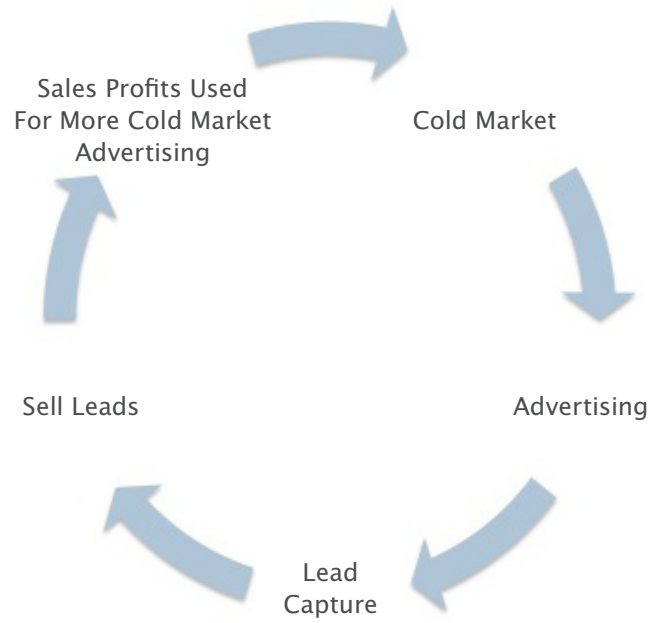 Sales Profits Used
For More Cold Market
Advertising
Cold Market
Advertising
Lead
Capture
Sell Leads